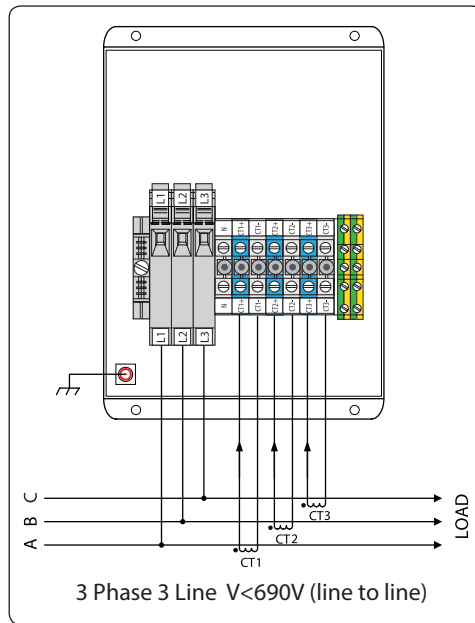 L1 L2 L3
N CT1+ CT1- CT2+ CT2- CT3+ CT3-
N CT1+ CT1- CT2+ CT2- CT3+ CT3-
L1 L2 L3
C
CT3
B
CT2
A
CT1
LOAD
3 Phase 3 Line V<690V (line to line)